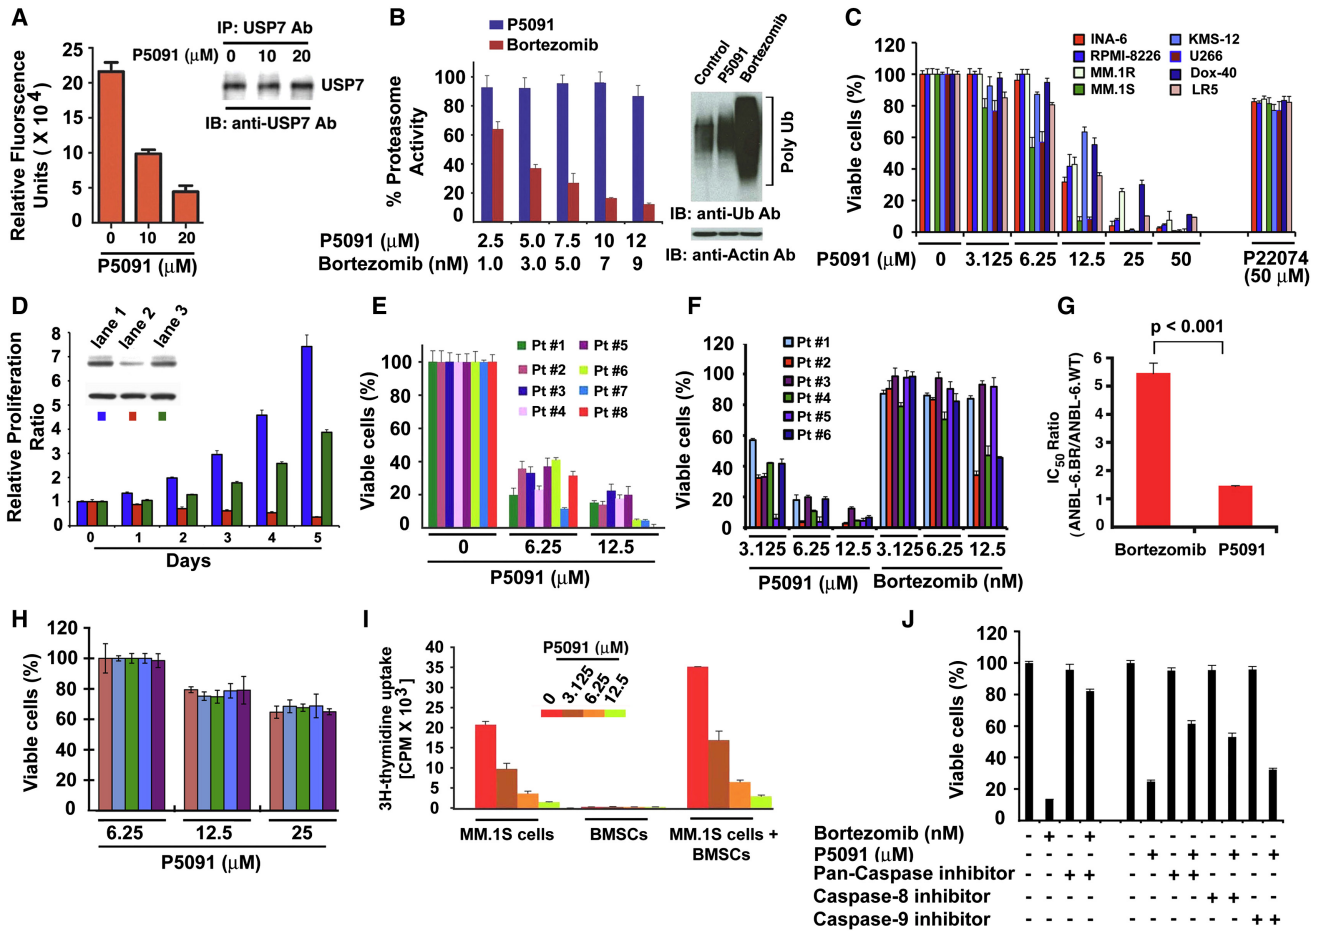 A
IP: USP7 Ab
P5091 (µM) 0 10 20
USP7
IB: anti-USP7 Ab
Relative Fluorescence
Units ( X 10⁴)
25
20
15
10
5
0
0 10 20
P5091 (µM)
B
P5091
Bortezomib
% Proteasome
Activity
100
80
60
40
20
0
P5091 (µM) 2.5 5.0 7.5 10 12
Bortezomib (nM) 1.0 3.0 5.0 7 9
Control
P5091
Bortezomib
Poly Ub
IB: anti-Ub Ab
IB: anti-Actin Ab
C
INA-6
RPMI-8226
MM.1R
MM.1S
KMS-12
U266
Dox-40
LR5
Viable cells (%)
120
100
80
60
40
20
0
P5091 (µM) 0 3.125 6.25 12.5 25 50
P22074
(50 µM)
D
lane 1
lane 2
lane 3
Relative Proliferation
Ratio
8
7
6
5
4
3
2
1
0
0 1 2 3 4 5
Days
E
Pt #1
Pt #2
Pt #3
Pt #4
Pt #5
Pt #6
Pt #7
Pt #8
Viable cells (%)
100
80
60
40
20
0
0 6.25 12.5
P5091 (µM)
F
Pt #1
Pt #2
Pt #3
Pt #4
Pt #5
Pt #6
Viable cells (%)
120
100
80
60
40
20
0
3.125 6.25 12.5 3.125 6.25 12.5
P5091 (µM) Bortezomib (nM)
G
p < 0.001
IC50 Ratio
(ANBL-6.BR/ANBL-6.WT)
6
5
4
3
2
1
0
Bortezomib P5091
H
Viable cells (%)
120
100
80
60
40
20
0
6.25 12.5 25
P5091 (µM)
I
P5091 (µM)
0
3.125
6.25
12.5
3H-thymidine uptake
[CPM X 10³]
40
35
30
25
20
15
10
5
0
MM.1S cells
BMSCs
MM.1S cells +
BMSCs
J
Viable cells (%)
120
100
80
60
40
20
0
Bortezomib (nM) - + - + - - - - - - - -
P5091 (µM) - - - - - + - + - + - +
Pan-Caspase inhibitor - - + + - - + + - - - -
Caspase-8 inhibitor - - - - - - - - + + - -
Caspase-9 inhibitor - - - - - - - - - - + +